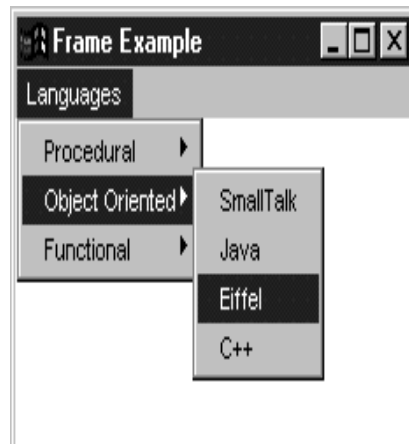 Frame Example
Languages
Procedural
Object Oriented
Functional
SmallTalk
Java
Eiffel
C++